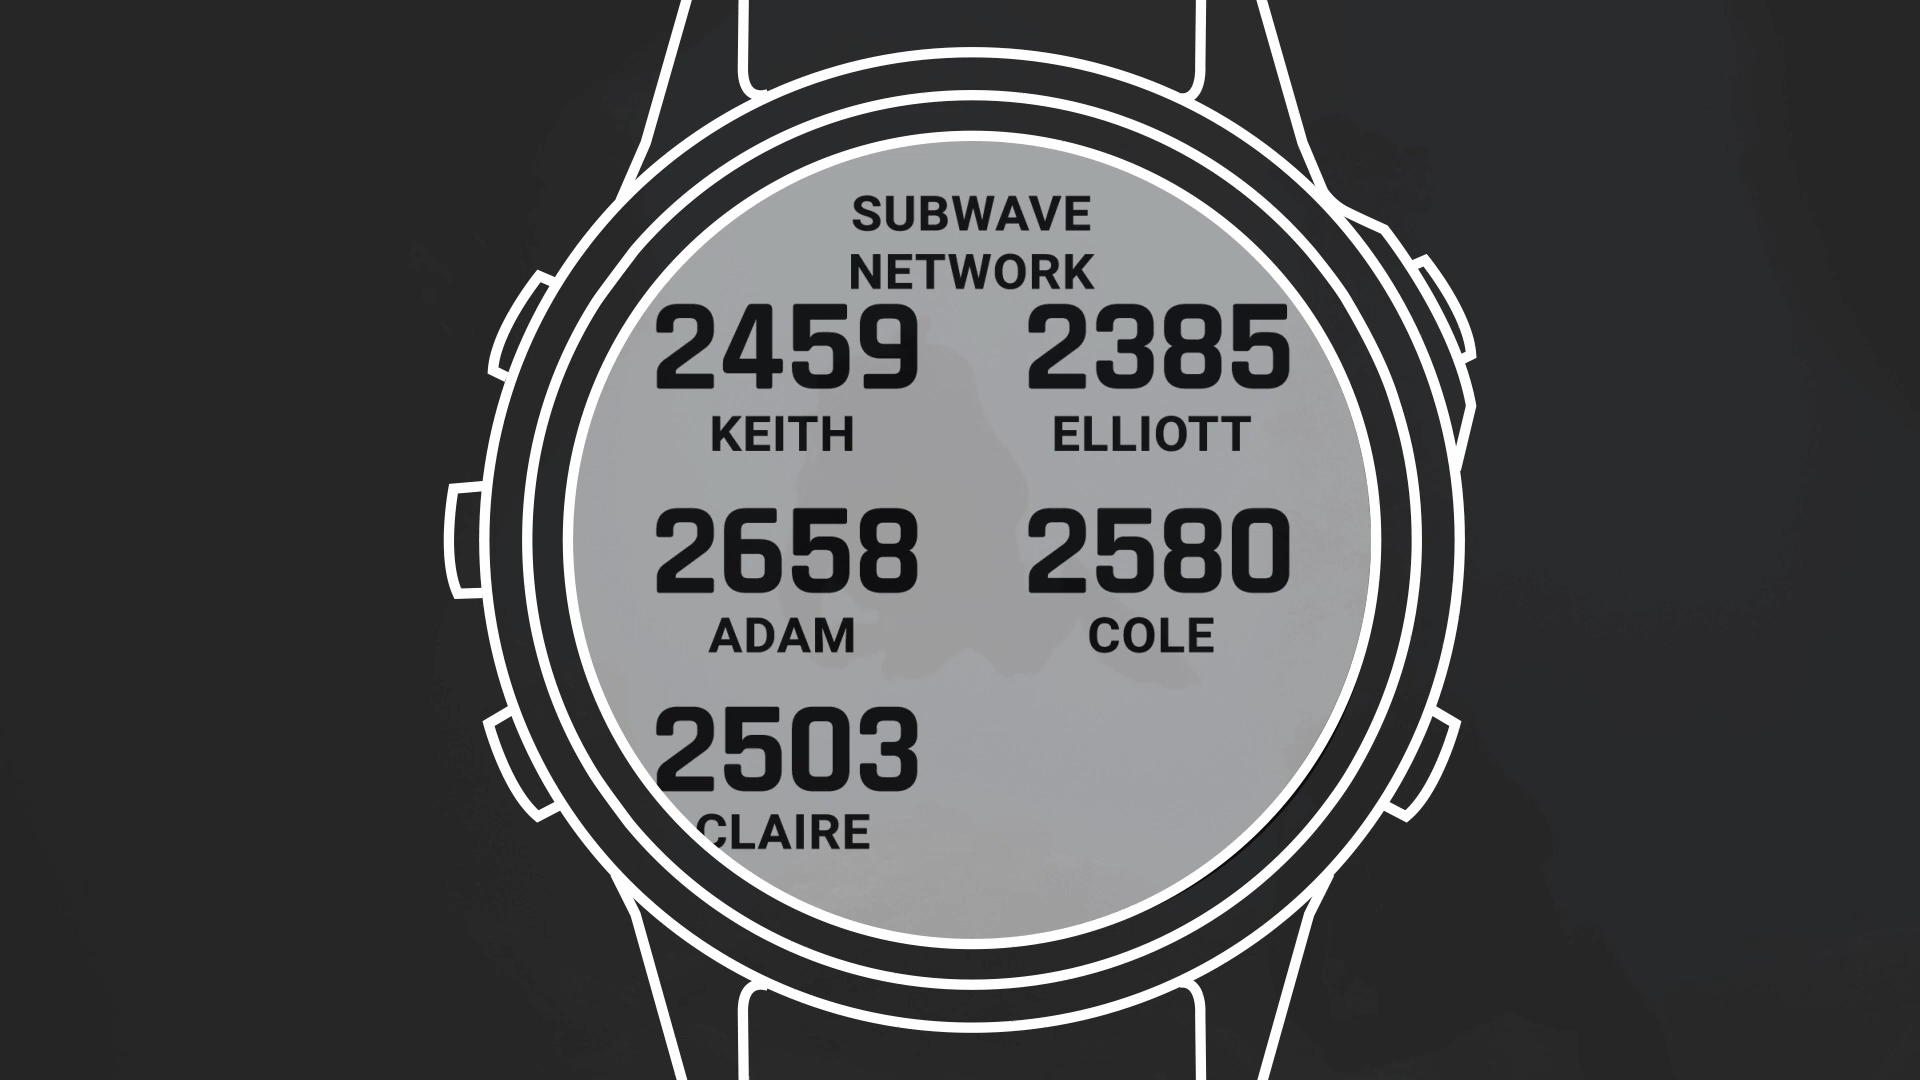 SUBWAVE
NETWORK
2459 2385
KEITH ELLIOTT
2658 2580
ADAM COLE
2503
CLAIRE